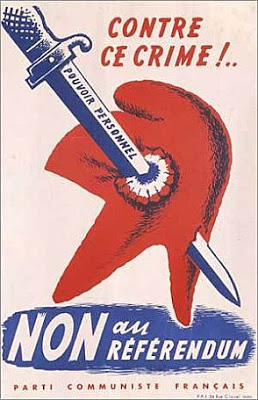 CONTRE
CE CRIME!..
POUVOIR PERSONNEL
NON au
RÉFÉRENDUM
PARTI COMMUNISTE FRANÇAIS